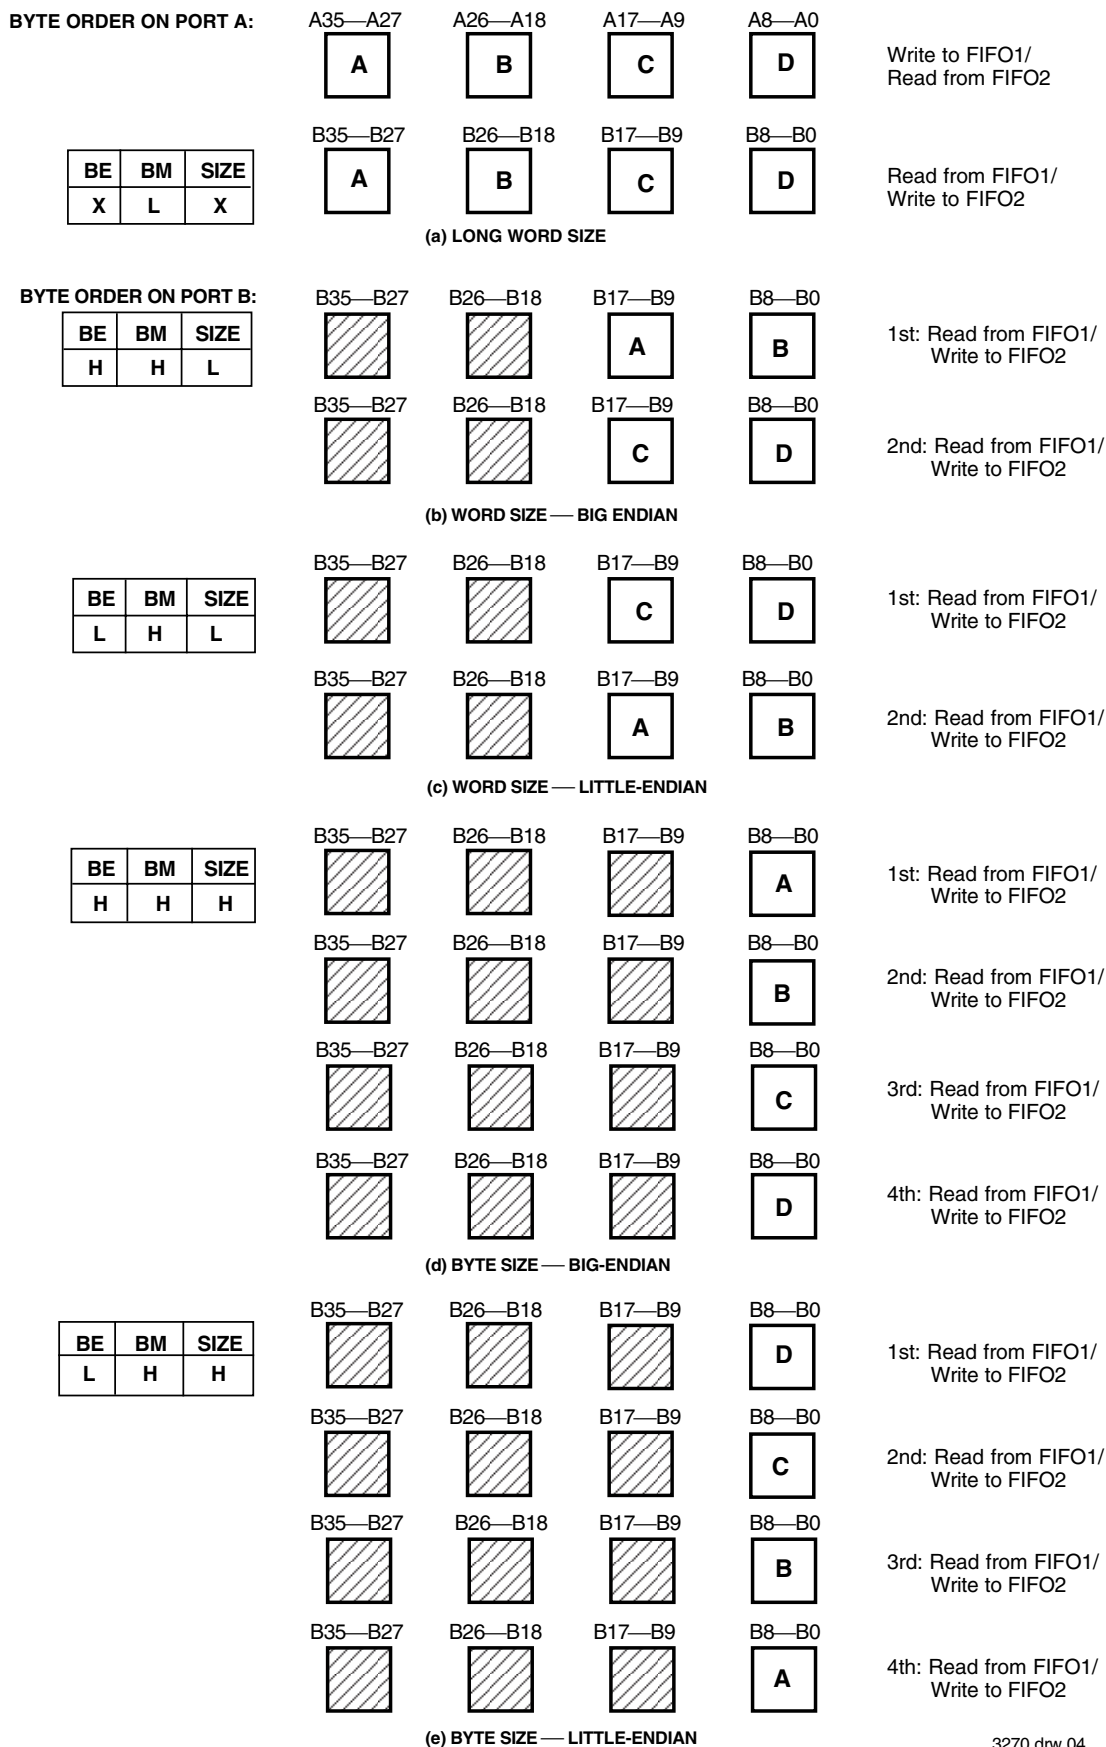 BYTE ORDER ON PORT A: A35—A27 A26—A18 A17—A9 A8—A0
A B C D Write to FIFO1/
Read from FIFO2
B35—B27 B26—B18 B17—B9 B8—B0
BE BM SIZE A B C D Read from FIFO1/
X L X Write to FIFO2
(a) LONG WORD SIZE
BYTE ORDER ON PORT B: B35—B27 B26—B18 B17—B9 B8—B0
BE BM SIZE A B 1st: Read from FIFO1/
H H L Write to FIFO2
B35—B27 B26—B18 B17—B9 B8—B0
C D 2nd: Read from FIFO1/
Write to FIFO2
(b) WORD SIZE — BIG ENDIAN
B35—B27 B26—B18 B17—B9 B8—B0
BE BM SIZE C D 1st: Read from FIFO1/
L H L Write to FIFO2
B35—B27 B26—B18 B17—B9 B8—B0
A B 2nd: Read from FIFO1/
Write to FIFO2
(c) WORD SIZE — LITTLE-ENDIAN
B35—B27 B26—B18 B17—B9 B8—B0
BE BM SIZE A 1st: Read from FIFO1/
H H H Write to FIFO2
B35—B27 B26—B18 B17—B9 B8—B0
B 2nd: Read from FIFO1/
Write to FIFO2
B35—B27 B26—B18 B17—B9 B8—B0
C 3rd: Read from FIFO1/
Write to FIFO2
B35—B27 B26—B18 B17—B9 B8—B0
D 4th: Read from FIFO1/
Write to FIFO2
(d) BYTE SIZE — BIG-ENDIAN
B35—B27 B26—B18 B17—B9 B8—B0
BE BM SIZE D 1st: Read from FIFO1/
L H H Write to FIFO2
B35—B27 B26—B18 B17—B9 B8—B0
C 2nd: Read from FIFO1/
Write to FIFO2
B35—B27 B26—B18 B17—B9 B8—B0
B 3rd: Read from FIFO1/
Write to FIFO2
B35—B27 B26—B18 B17—B9 B8—B0
A 4th: Read from FIFO1/
Write to FIFO2
(e) BYTE SIZE — LITTLE-ENDIAN
3270 drw 04